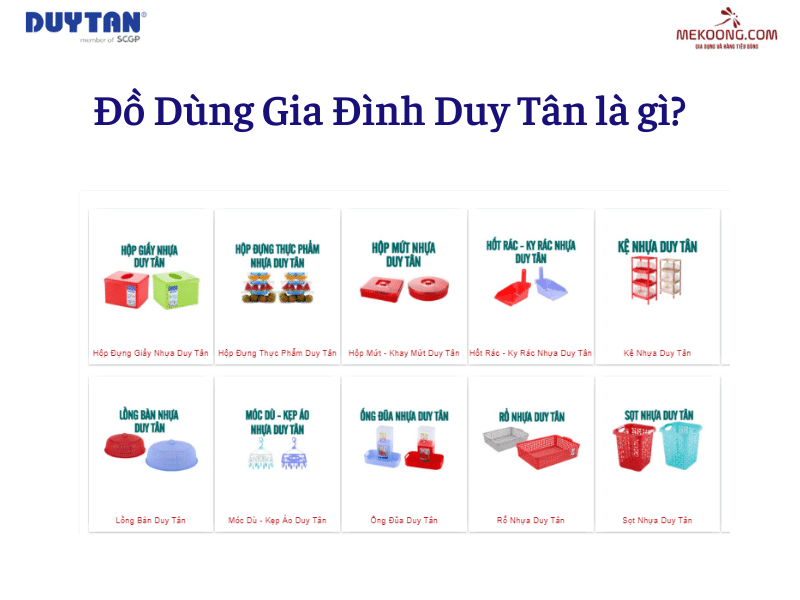 DUYTAN®
member of SCGP
MEKOONG.COM
GIA DỤNG VÀ HÀNG TIÊU DÙNG
Đồ Dùng Gia Đình Duy Tân là gì?
HỘP GIẤY NHỰA
DUY TÂN
Hộp Đựng Giấy Nhựa Duy Tân
HỘP ĐỰNG THỰC PHẨM
NHỰA DUY TÂN
Hộp Đựng Thực Phẩm Duy Tân
HỘP MỨT NHỰA
DUY TÂN
Hộp Mứt - Khay Mứt Duy Tân
HỐT RÁC - KY RÁC NHỰA
DUY TÂN
Hốt Rác - Ky Rác Nhựa Duy Tân
KỆ NHỰA DUY TÂN
Kệ Nhựa Duy Tân
LỒNG BÀN NHỰA
DUY TÂN
Lồng Bàn Duy Tân
MÓC DÙ - KẸP ÁO
NHỰA DUY TÂN
Móc Dù - Kẹp Áo Duy Tân
ỐNG ĐŨA NHỰA DUY TÂN
Ống Đũa Duy Tân
RỔ NHỰA DUY TÂN
Rổ Nhựa Duy Tân
SỌT NHỰA DUY TÂN
Sọt Nhựa Duy Tân